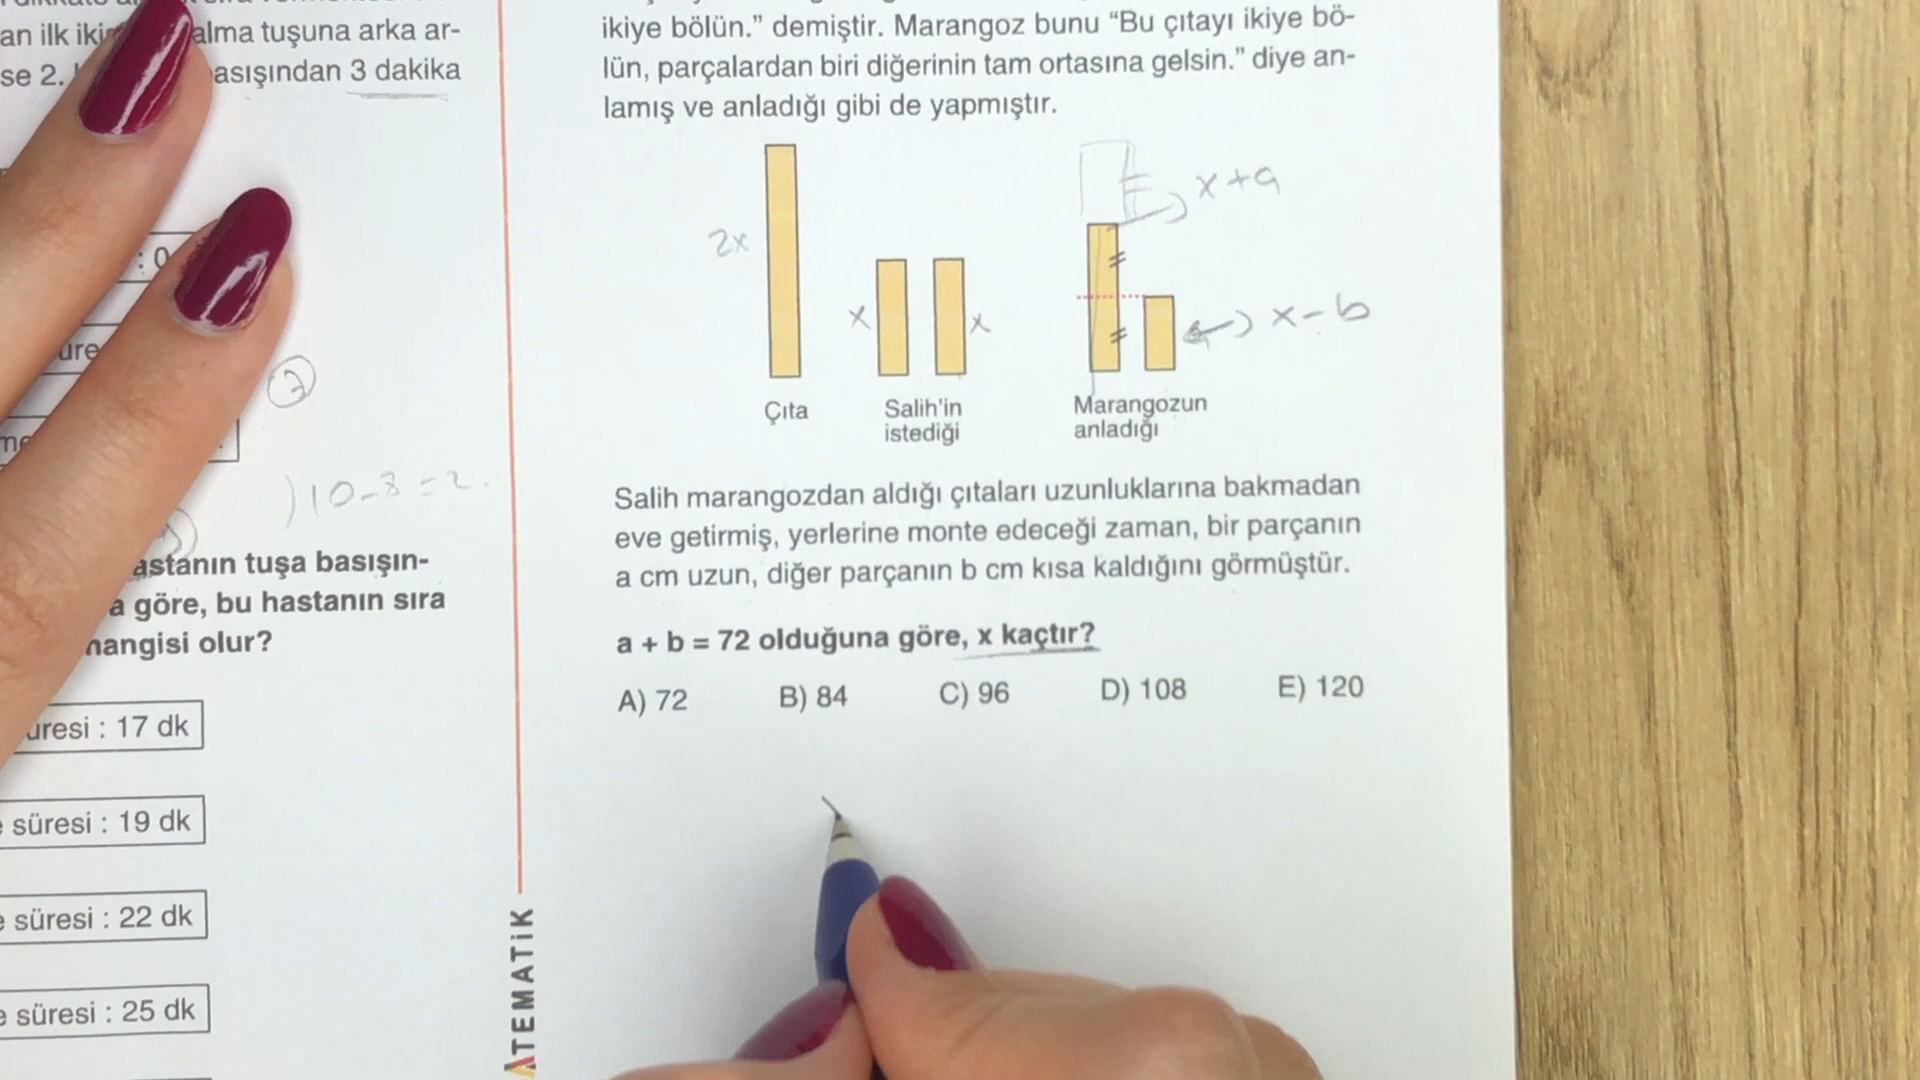 an ilk
alma tuşuna arka ar-
se 2.
asışından 3 dakika
: 0
üre
2
)10-8=2.
astanın tuşa basışın-
a göre, bu hastanın sıra
hangisi olur?
üresi : 17 dk
süresi : 19 dk
süresi : 22 dk
süresi : 25 dk
ikiye bölün.” demiştir. Marangoz bunu “Bu çıtayı ikiye bö-
lün, parçalardan biri diğerinin tam ortasına gelsin.” diye an-
lamış ve anladığı gibi de yapmıştır.
2x
x
x
x+a
x-b
Çıta
Salih'in
istediği
Marangozun
anladığı
Salih marangozdan aldığı çıtaları uzunluklarına bakmadan
eve getirmiş, yerlerine monte edeceği zaman, bir parçanın
a cm uzun, diğer parçanın b cm kısa kaldığını görmüştür.
a + b = 72 olduğuna göre, x kaçtır?
A) 72 B) 84 C) 96 D) 108 E) 120
ATEMATİK